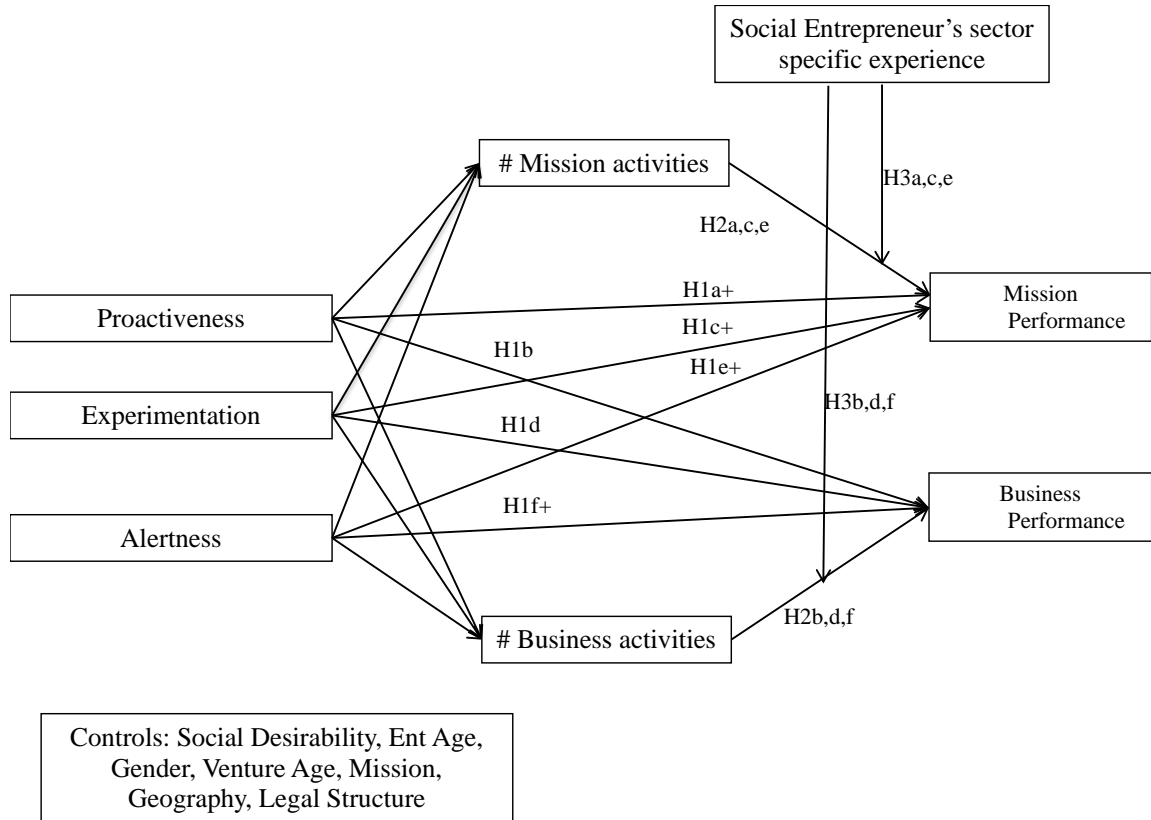 Social Entrepreneur’s sector
specific experience
# Mission activities
H3a,c,e
H2a,c,e
H1a+
Mission
Performance
Proactiveness
H1c+
H1b
H1e+
Experimentation
H3b,d,f
H1d
Business
Performance
H1f+
Alertness
H2b,d,f
# Business activities
Controls: Social Desirability, Ent Age,
Gender, Venture Age, Mission,
Geography, Legal Structure